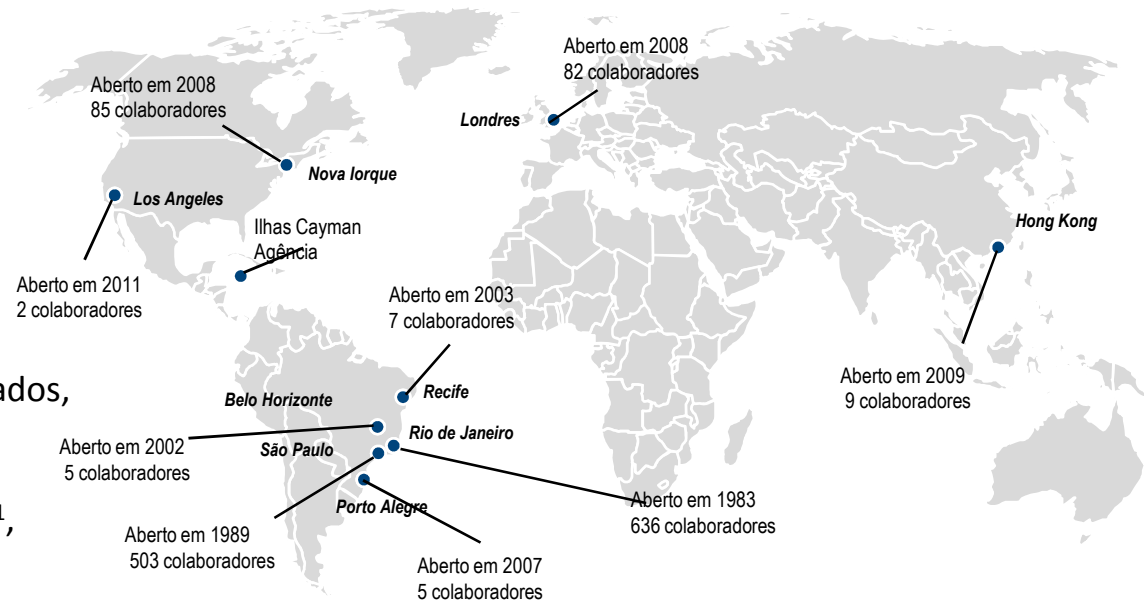 Aberto em 2008
82 colaboradores
Londres
Aberto em 2008
85 colaboradores
Nova Iorque
Los Angeles
Ilhas Cayman
Agência
Hong Kong
Aberto em 2011
2 colaboradores
Aberto em 2003
7 colaboradores
Aberto em 2009
9 colaboradores
ados,
Belo Horizonte
Recife
Aberto em 2002
5 colaboradores
São Paulo
Rio de Janeiro
Porto Alegre
Aberto em 1983
636 colaboradores
1,
Aberto em 1989
503 colaboradores
Aberto em 2007
5 colaboradores